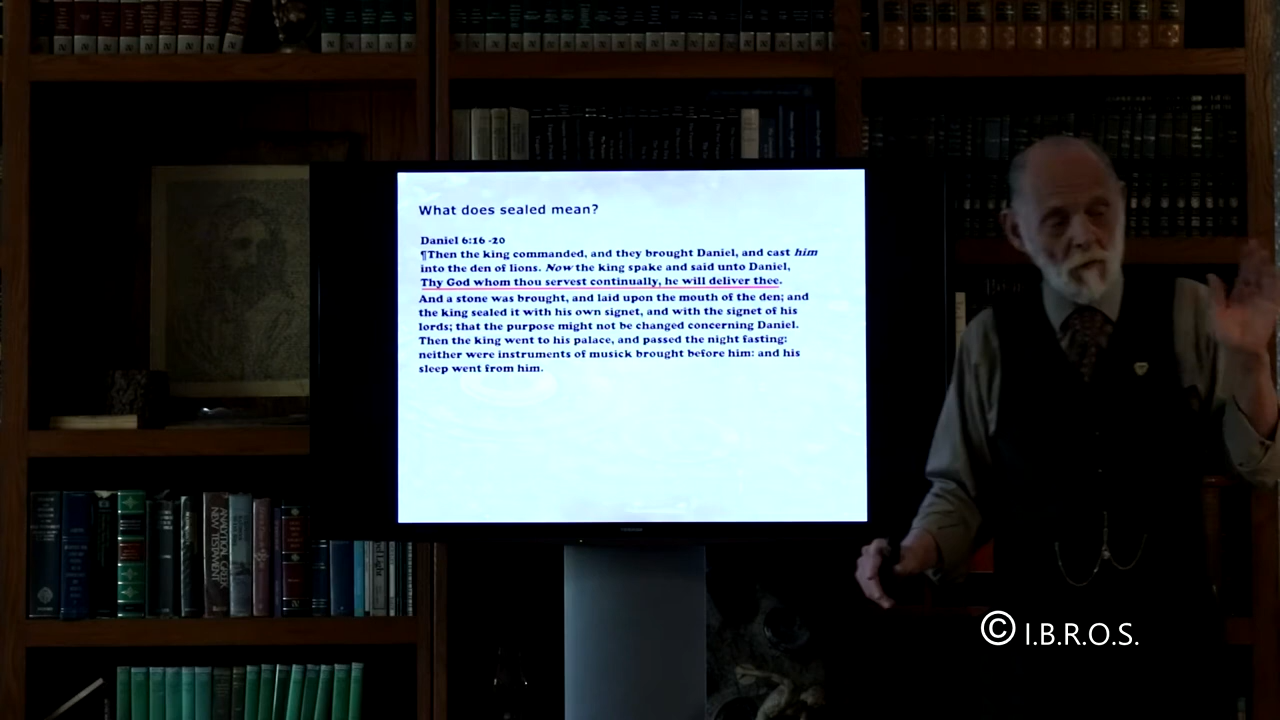 What does sealed mean?
Daniel 6:16 -20
¶Then the king commanded, and they brought Daniel, and cast him
into the den of lions. Now the king spake and said unto Daniel,
Thy God whom thou servest continually, he will deliver thee.
And a stone was brought, and laid upon the mouth of the den; and
the king sealed it with his own signet, and with the signet of his
lords; that the purpose might not be changed concerning Daniel.
Then the king went to his palace, and passed the night fasting:
neither were instruments of musick brought before him: and his
sleep went from him.
ANALYTICAL GREEK
NEW TESTAMENT
© I.B.R.O.S.